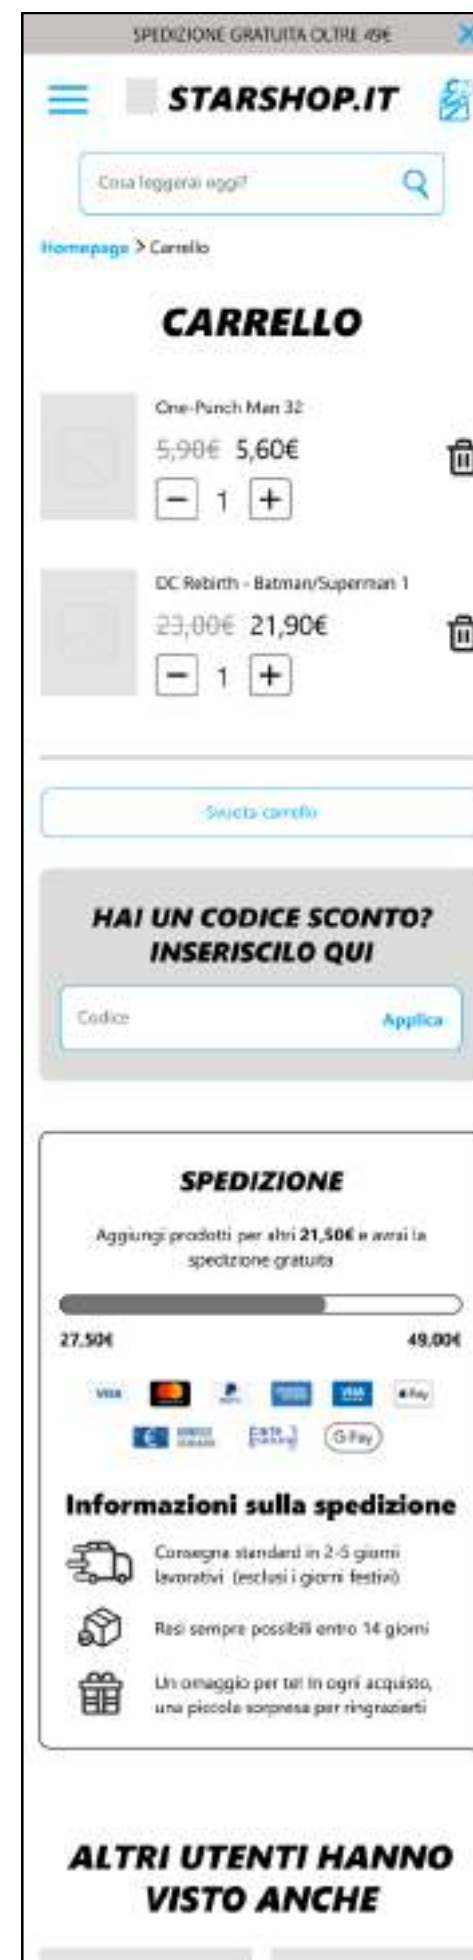 SPEDIZIONE GRATUITA OLTRE 49€
STARSHOP.IT
Cosa leggerai oggi?
Homepage > Carrello
CARRELLO
One-Punch Man 32
5,90€ 5,60€
1
DC Rebirth - Batman/Superman 1
23,00€ 21,90€
1
Svuota carrello
HAI UN CODICE SCONTO?
INSERISCILO QUI
Codice Applica
SPEDIZIONE
Aggiungi prodotti per altri 21,50€ e avrai la
spedizione gratuita
27,50€ 49,00€
VISA VISA Pay
G Pay
Informazioni sulla spedizione
Consegna standard in 2-5 giorni
lavorativi (esclusi i giorni festivi)
Resi sempre possibili entro 14 giorni
Un omaggio per te! In ogni acquisto,
una piccola sorpresa per ringraziarti
ALTRI UTENTI HANNO
VISTO ANCHE